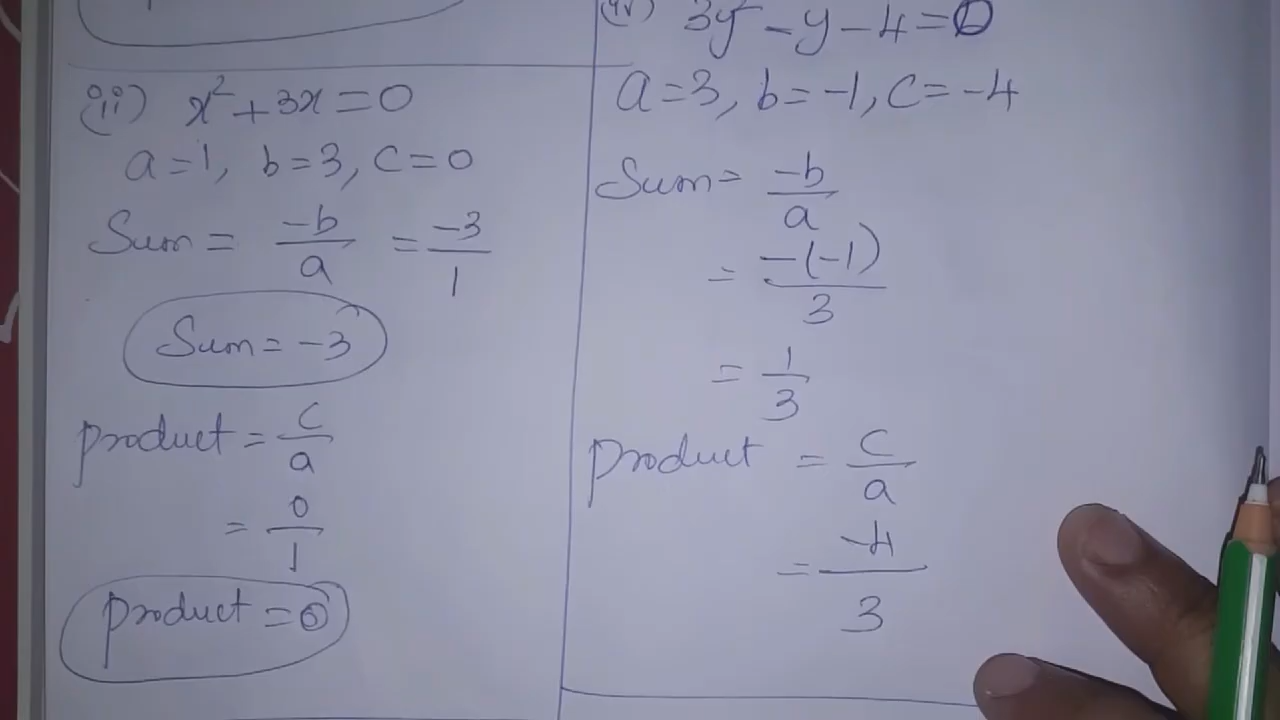 (ii) x² + 3x = 0
a = 1, b = 3, c = 0
Sum = -b/a = -3/1
Sum = -3
product = c/a
= 0/1
product = 0
(iv) 3y² - y - 4 = 0
a = 3, b = -1, c = -4
Sum = -b/a
= -(-1)/3
= 1/3
product = c/a
= -4/3